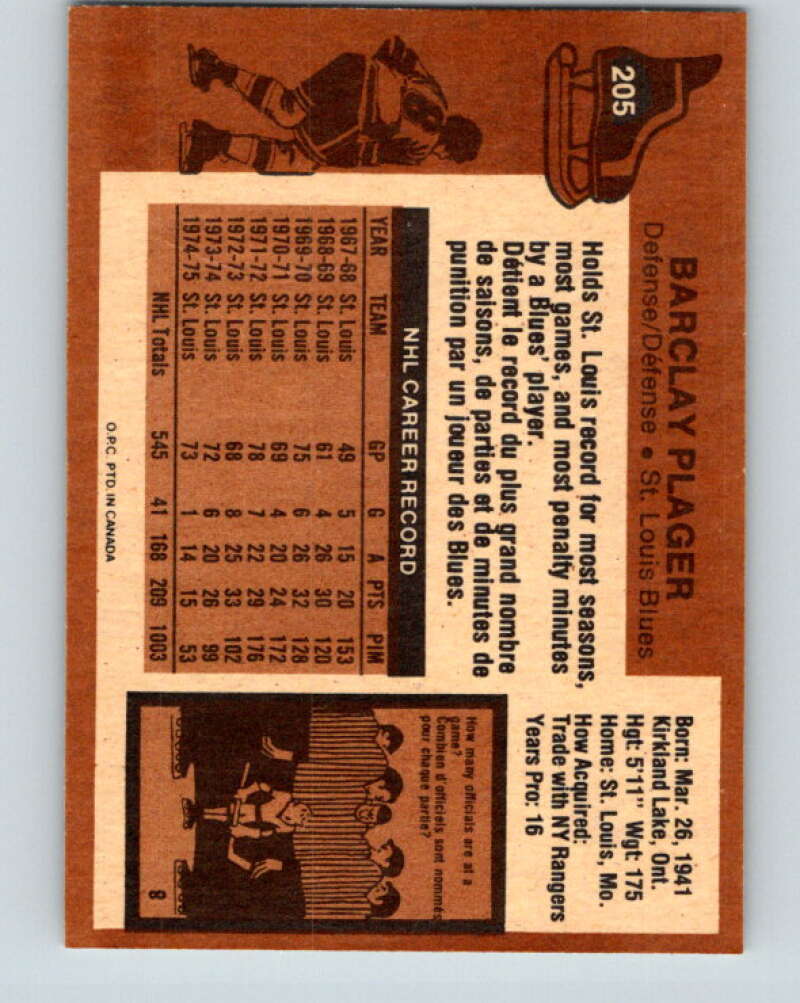 205
BARCLAY PLAGER
Defense/Défense • St. Louis Blues
Holds St. Louis record for most seasons,
most games, and most penalty minutes
by a Blues' player.
Détient le record du plus grand nombre
de saisons, de parties et de minutes de
punition par un joueur des Blues.
NHL CAREER RECORD
YEAR TEAM GP G A PTS PIM
1967-68 St. Louis 49 5 15 20 153
1968-69 St. Louis 61 4 26 30 120
1969-70 St. Louis 75 6 26 32 128
1970-71 St. Louis 69 4 20 24 172
1971-72 St. Louis 78 7 22 29 176
1972-73 St. Louis 68 8 25 33 102
1973-74 St. Louis 72 6 20 26 99
1974-75 St. Louis 73 1 14 15 53
NHL Totals 545 41 168 209 1003
O.P.C. PTD. IN CANADA
Born: Mar. 26, 1941
Kirkland Lake, Ont.
Hgt: 5'11" Wgt: 175
Home: St. Louis, Mo.
How Acquired:
Trade with NY Rangers
Years Pro: 16
How many officials are at a
game?
Combien d'officiels sont nommés
pour chaque partie?
8